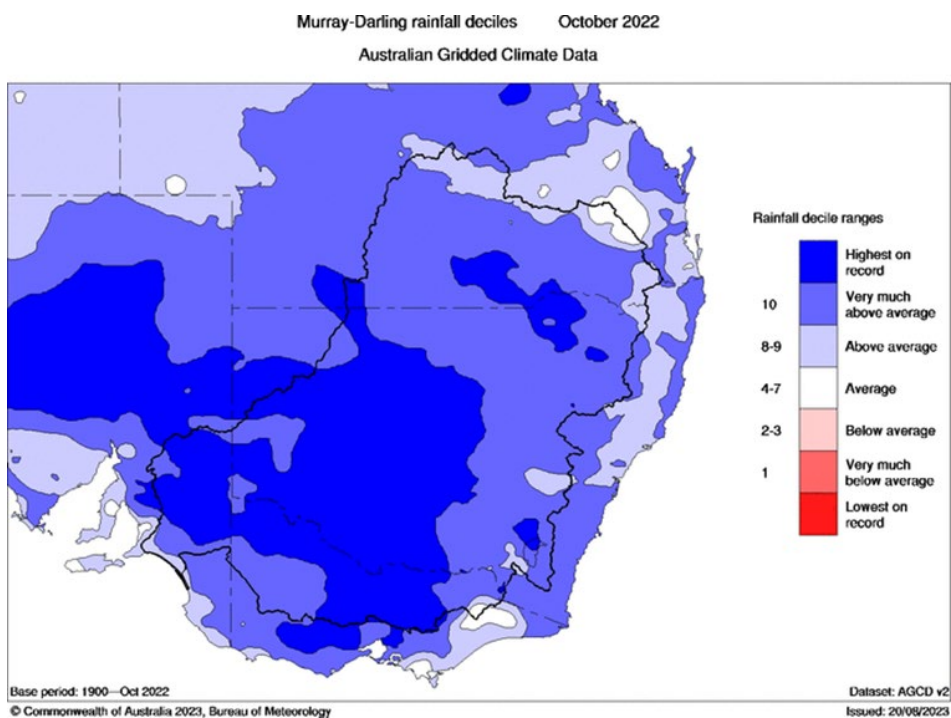 Murray-Darling rainfall deciles October 2022
Australian Gridded Climate Data
Rainfall decile ranges
Highest on
record
10 Very much
above average
8-9 Above average
4-7 Average
2-3 Below average
1 Very much
below average
Lowest on
record
Base period: 1900—Oct 2022 Dataset: AGCD v2
© Commonwealth of Australia 2023, Bureau of Meteorology Issued: 20/08/2023